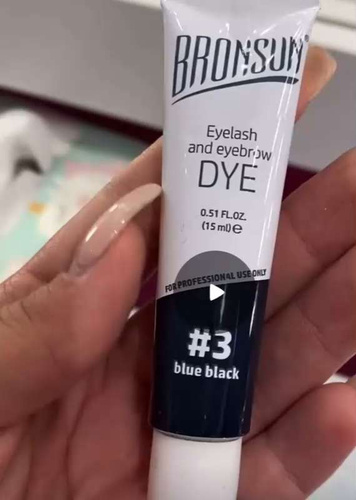 BRONSUN®
Eyelash
and eyebrow
DYE
0.51 FL.OZ.
(15 ml) ℮
FOR PROFESSIONAL USE ONLY
#3
blue black